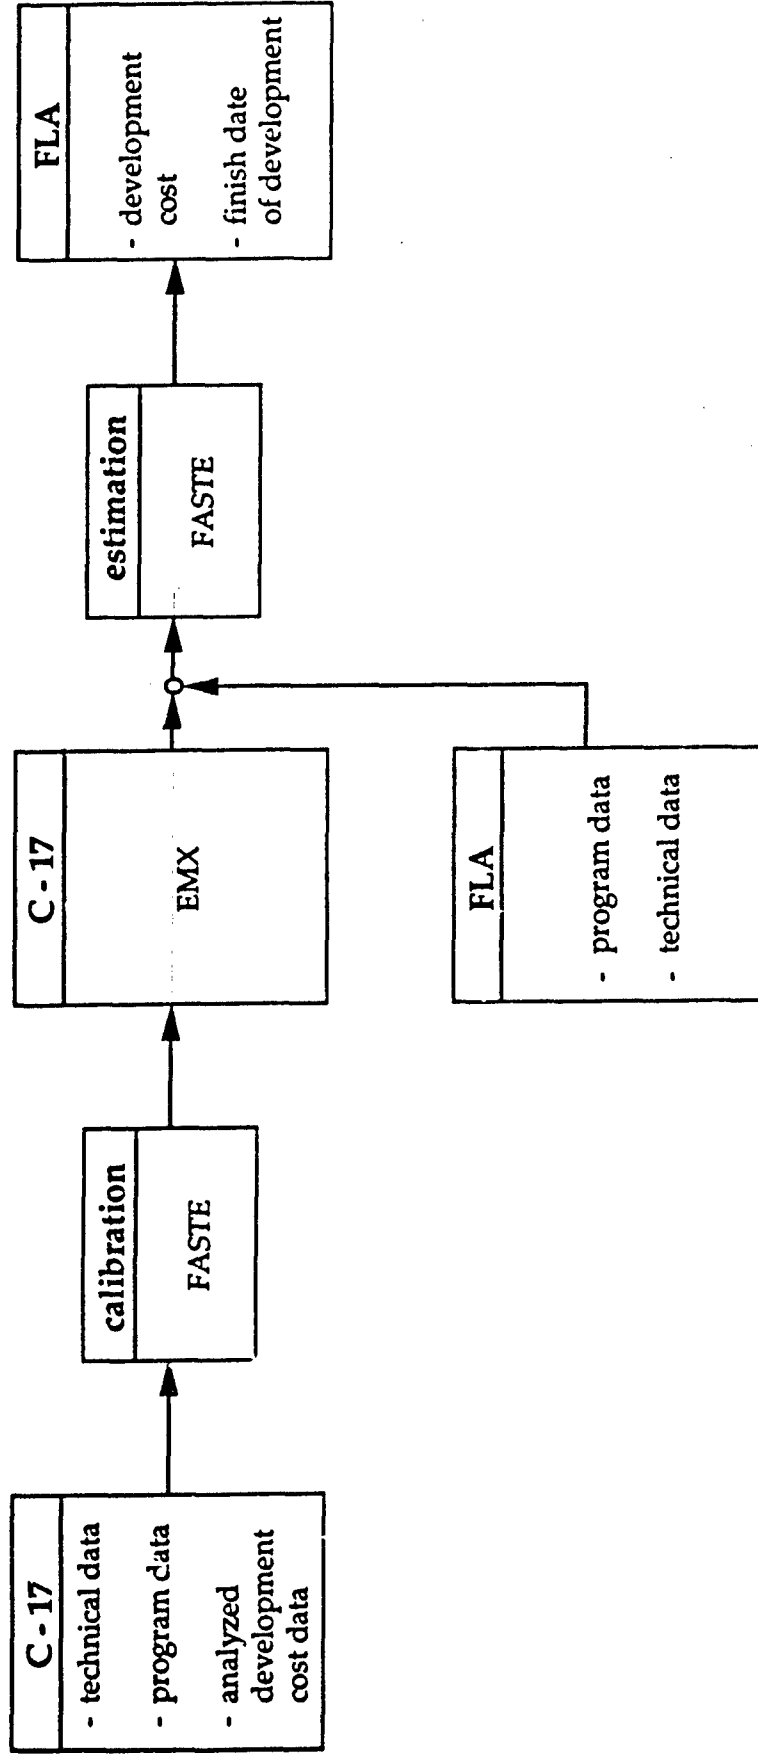 C - 17
- technical data
- program data
- analyzed
development
cost data
calibration
FASTE
C - 17
EMX
FLA
- program data
- technical data
estimation
FASTE
FLA
- development
cost
- finish date
of development